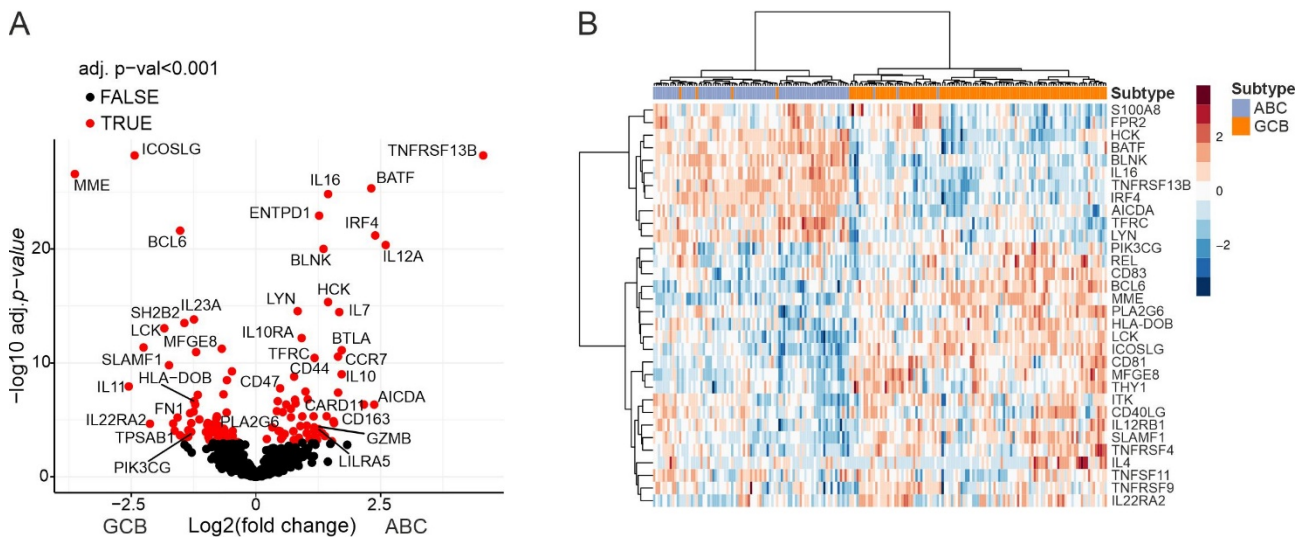 A
adj. p-val<0.001
FALSE
TRUE
ICOSLG
TNFRSF13B
MME
BATF
IL16
ENTPD1
IRF4
BCL6
IL12A
BLNK
HCK
LYN
IL7
SH2B2
IL23A
LCK
IL10RA
BTLA
MFGE8
TFRC
CCR7
SLAMF1
CD44
IL10
HLA-DOB
CD47
IL11
AICDA
FN1
CARD11
IL22RA2
PLA2G6
CD163
TPSAB1
GZMB
PIK3CG
LILRA5
20
10
0
−log10 adj.p-value
-2.5
0
2.5
GCB
Log2(fold change)
ABC
B
Subtype
S100A8
FPR2
HCK
BATF
BLNK
IL16
TNFRSF13B
IRF4
AICDA
TFRC
LYN
PIK3CG
REL
CD83
BCL6
MME
PLA2G6
HLA-DOB
LCK
ICOSLG
CD81
MFGE8
THY1
ITK
CD40LG
IL12RB1
SLAMF1
TNFRSF4
IL4
TNFSF11
TNFRSF9
IL22RA2
2
0
−2
Subtype
ABC
GCB